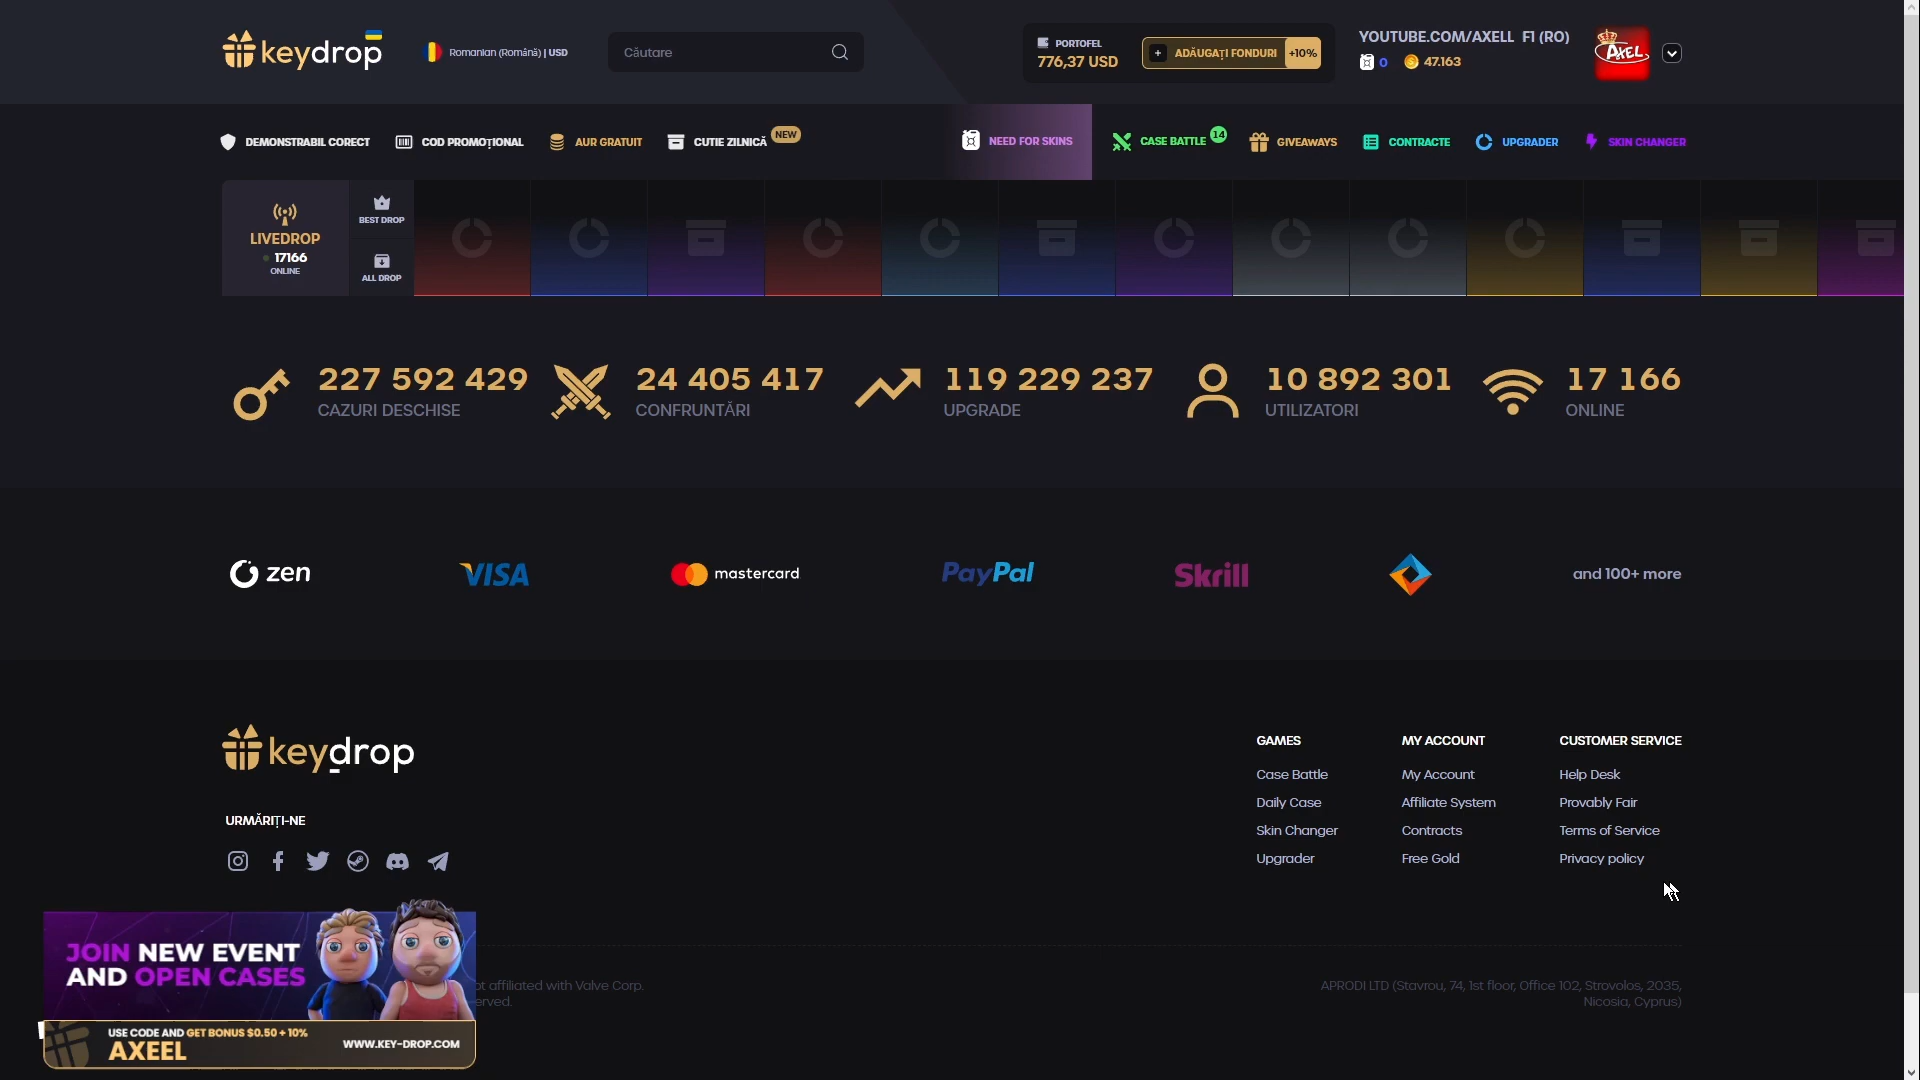 keydrop
Romanian (Română) | USD
Căutare
PORTOFEL
776,37 USD
+ ADĂUGAȚI FONDURI +10%
YOUTUBE.COM/AXELL FI (RO)
0 47.163
AXEL
DEMONSTRABIL CORECT
COD PROMOȚIONAL
AUR GRATUIT
CUTIE ZILNICĂ
NEW
NEED FOR SKINS
CASE BATTLE
14
GIVEAWAYS
CONTRACTE
UPGRADER
SKIN CHANGER
LIVEDROP
17166
ONLINE
BEST DROP
ALL DROP
227 592 429
CAZURI DESCHISE
24 405 417
CONFRUNTĂRI
119 229 237
UPGRADE
10 892 301
UTILIZATORI
17 166
ONLINE
zen
VISA
mastercard
PayPal
Skrill
and 100+ more
keydrop
URMĂRIȚI-NE
GAMES
Case Battle
Daily Case
Skin Changer
Upgrader
MY ACCOUNT
My Account
Affiliate System
Contracts
Free Gold
CUSTOMER SERVICE
Help Desk
Provably Fair
Terms of Service
Privacy policy
affiliated with Valve Corp.
APRODI LTD (Stavrou, 74, 1st floor, Office 102, Strovolos, 2035,
Nicosia, Cyprus)
JOIN NEW EVENT
AND OPEN CASES
USE CODE AND GET BONUS $0.50 + 10%
AXEEL
WWW.KEY-DROP.COM